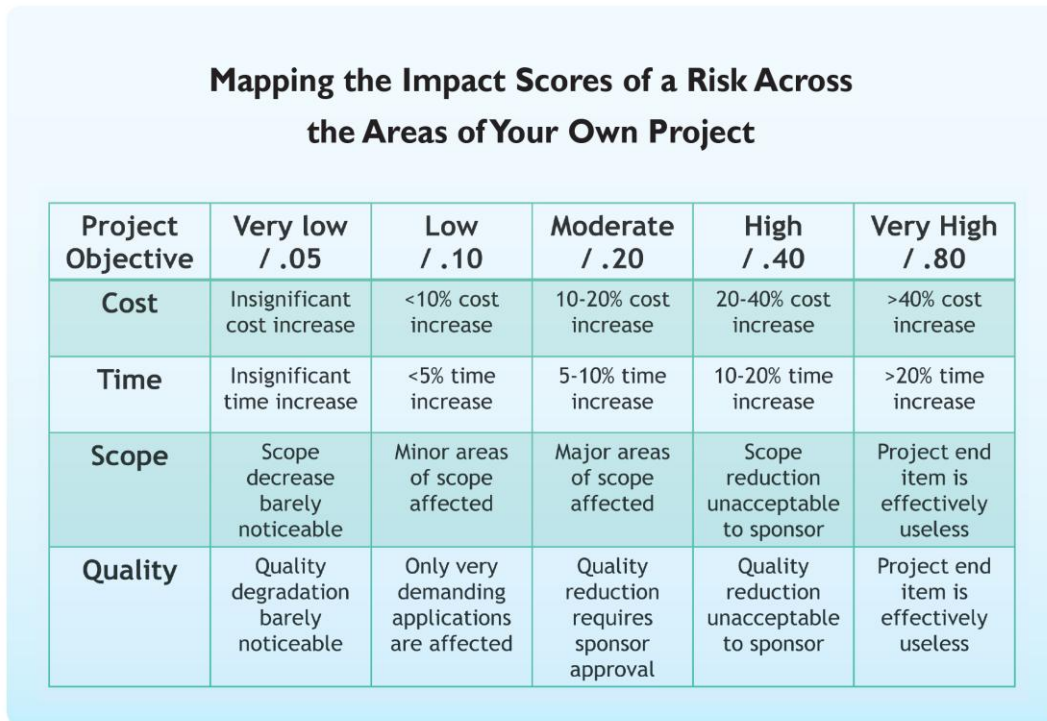 Mapping the Impact Scores of a Risk Across
the Areas of Your Own Project
Project
Objective
Very low
/ .05
Low
/ .10
Moderate
/ .20
High
/ .40
Very High
/ .80
Cost
Insignificant
cost increase
<10% cost
increase
10-20% cost
increase
20-40% cost
increase
>40% cost
increase
Time
Insignificant
time increase
<5% time
increase
5-10% time
increase
10-20% time
increase
>20% time
increase
Scope
Scope
decrease
barely
noticeable
Minor areas
of scope
affected
Major areas
of scope
affected
Scope
reduction
unacceptable
to sponsor
Project end
item is
effectively
useless
Quality
Quality
degradation
barely
noticeable
Only very
demanding
applications
are affected
Quality
reduction
requires
sponsor
approval
Quality
reduction
unacceptable
to sponsor
Project end
item is
effectively
useless